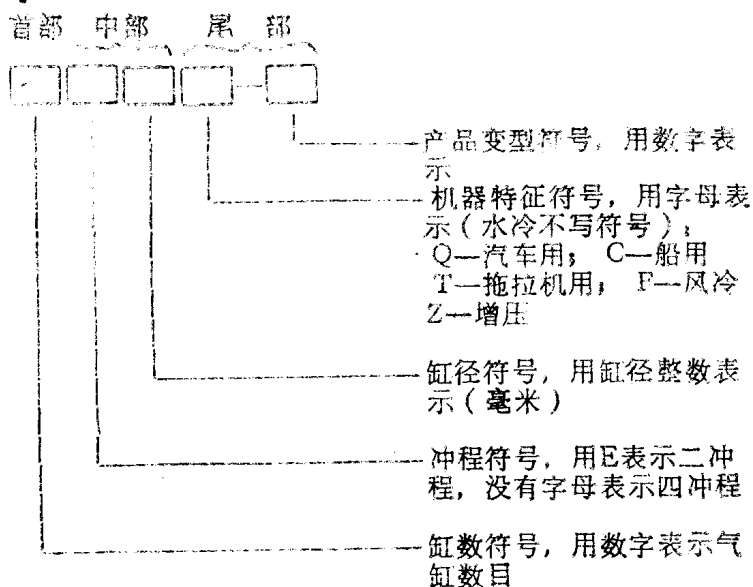 首部 中部 尾部
产品变型符号，用数字表
示
机器特征符号，用字母表
示（水冷不写符号）；
Q—汽车用； C—船用
T—拖拉机用； F—风冷
Z—增压
缸径符号，用缸径整数表
示（毫米）
冲程符号，用E表示二冲
程，没有字母表示四冲程
缸数符号，用数字表示气
缸数目